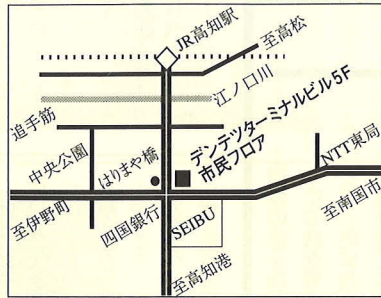 JR高知駅
至高松
江ノ口川
追手筋
デンテツターミナルビル5F
市民フロア
中央公園
はりまや橋
NTT東局
至伊野町
四国銀行
SEIBU
至南国市
至高知港